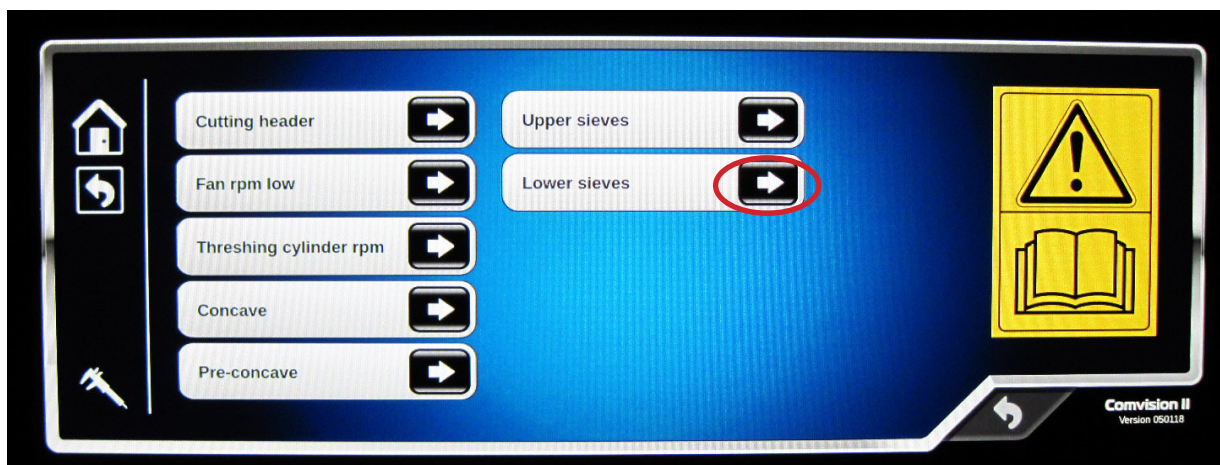 Cutting header
Fan rpm low
Threshing cylinder rpm
Concave
Pre-concave
Upper sieves
Lower sieves
Comvision II
Version 050118